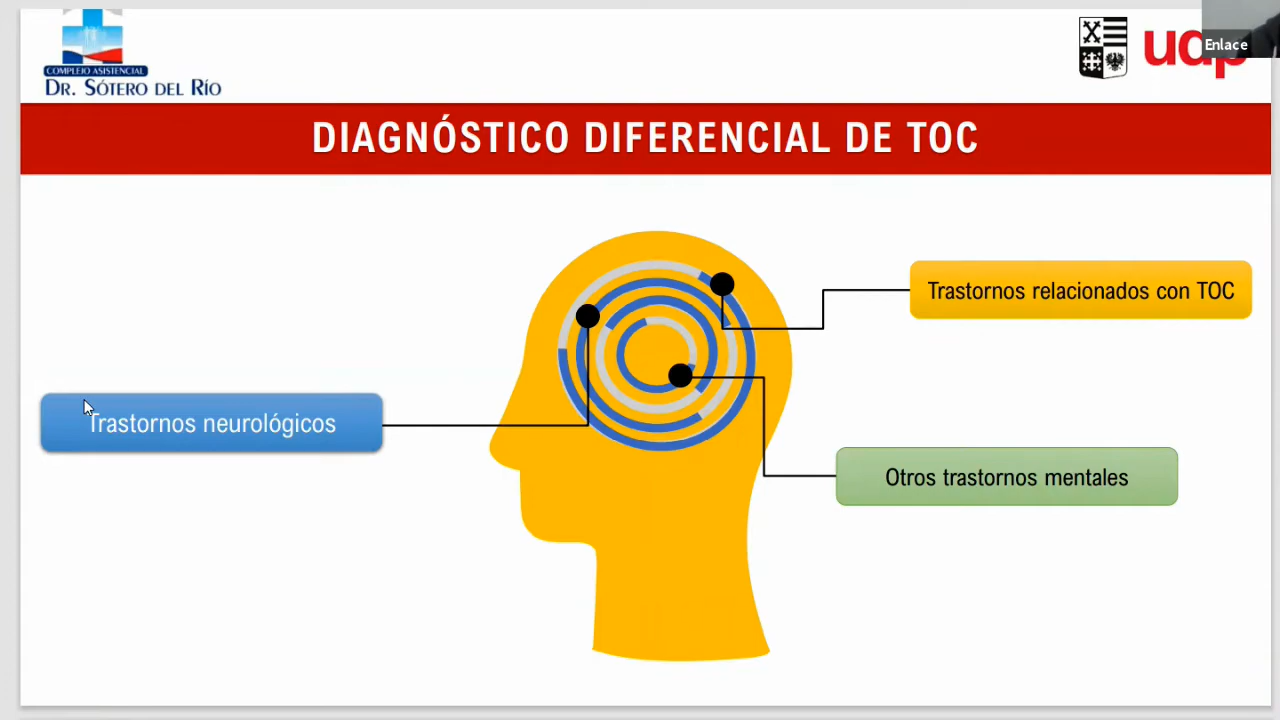 COMPLEJO ASISTENCIAL
DR. SÓTERO DEL RÍO
udp
Enlace
DIAGNÓSTICO DIFERENCIAL DE TOC
Trastornos relacionados con TOC
Trastornos neurológicos
Otros trastornos mentales